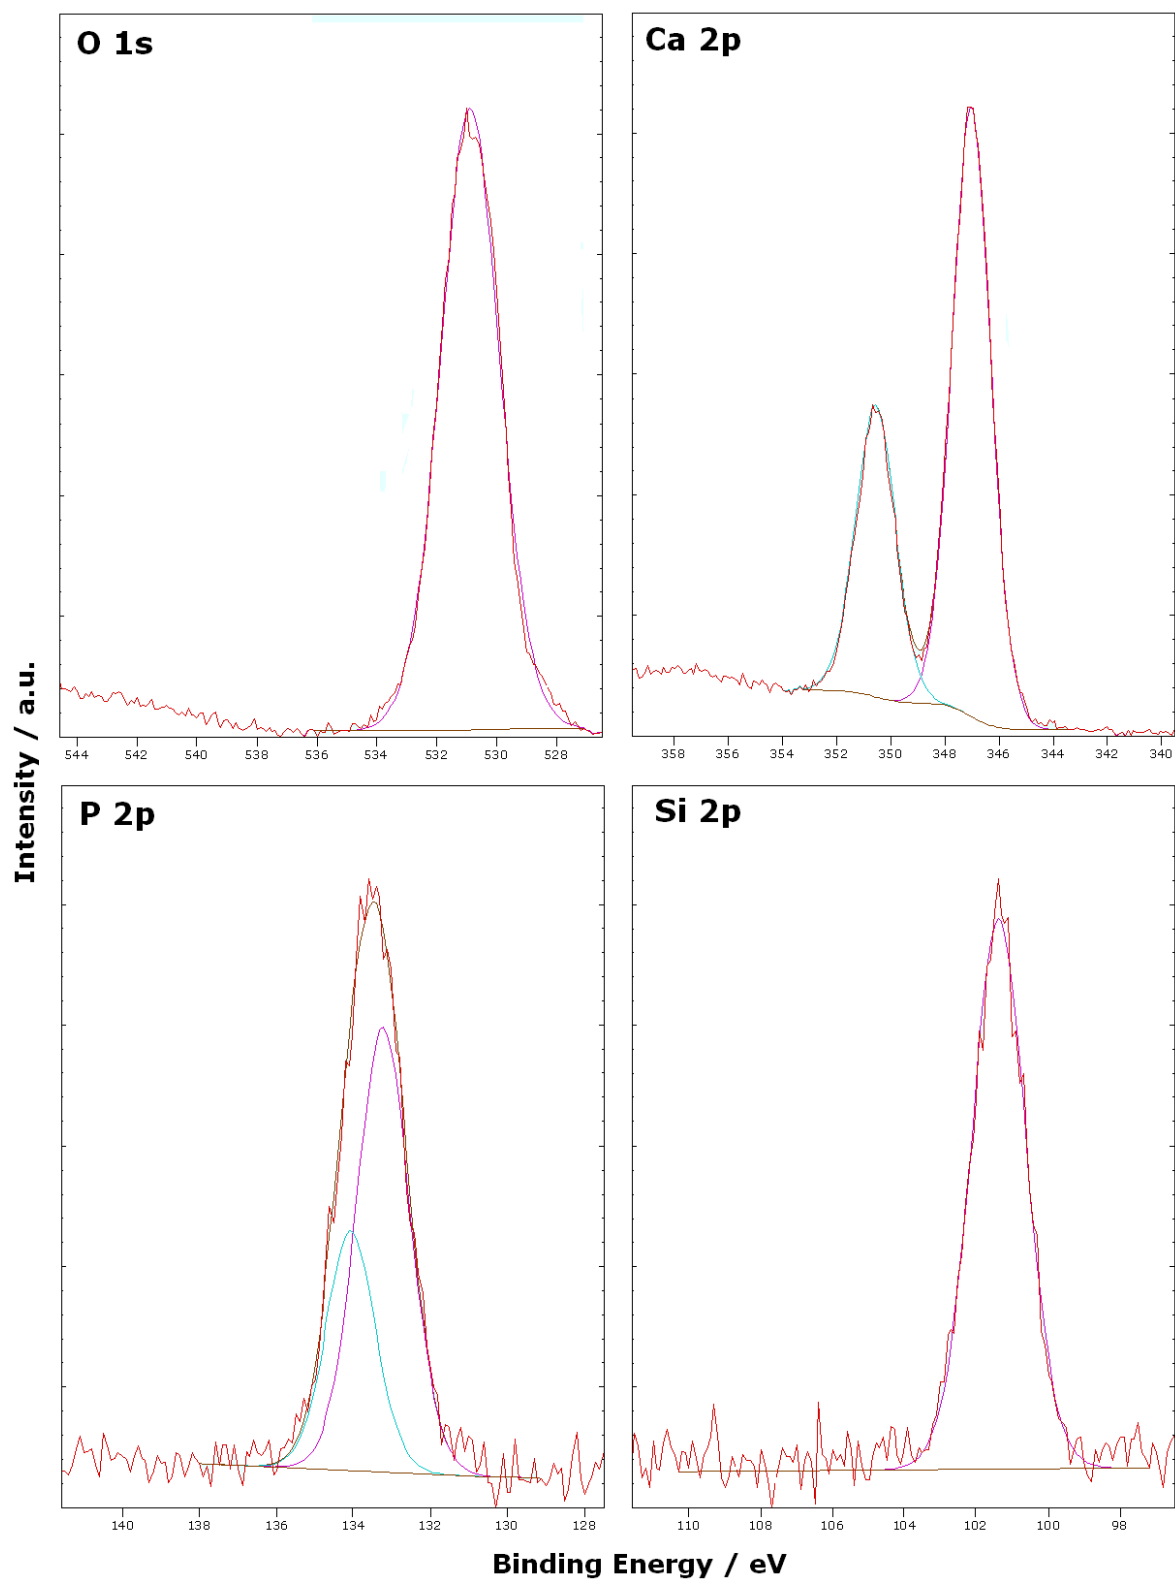 O 1s
Ca 2p
544 542 540 538 536 534 532 530 528
358 356 354 352 350 348 346 344 342 340
P 2p
Si 2p
140 138 136 134 132 130 128
110 108 106 104 102 100 98
Intensity / a.u.
Binding Energy / eV